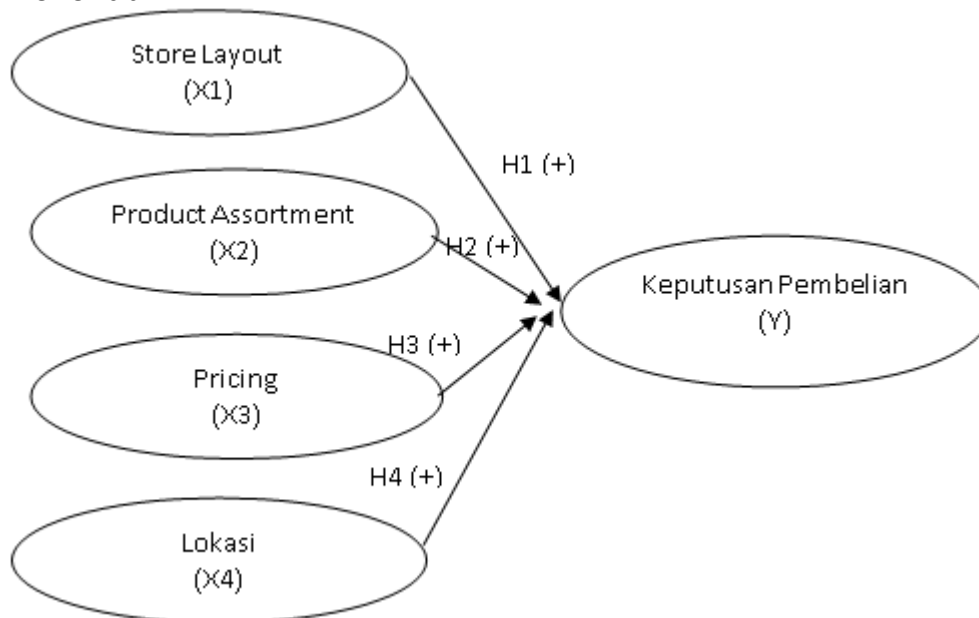 Store Layout
(X1)
H1 (+)
Product Assortment
(X2)
H2 (+)
Keputusan Pembelian
(Y)
H3 (+)
Pricing
(X3)
H4 (+)
Lokasi
(X4)